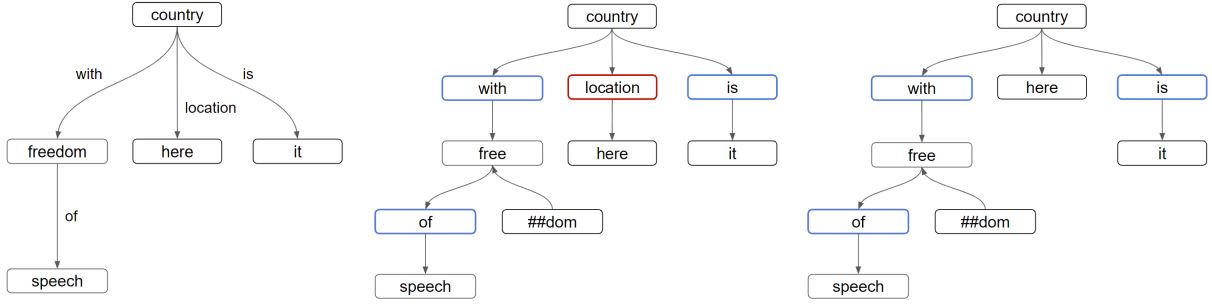 country
with
is
location
freedom
here
it
of
speech
country
with
location
is
free
here
it
of
##dom
speech
country
with
here
is
free
it
of
##dom
speech